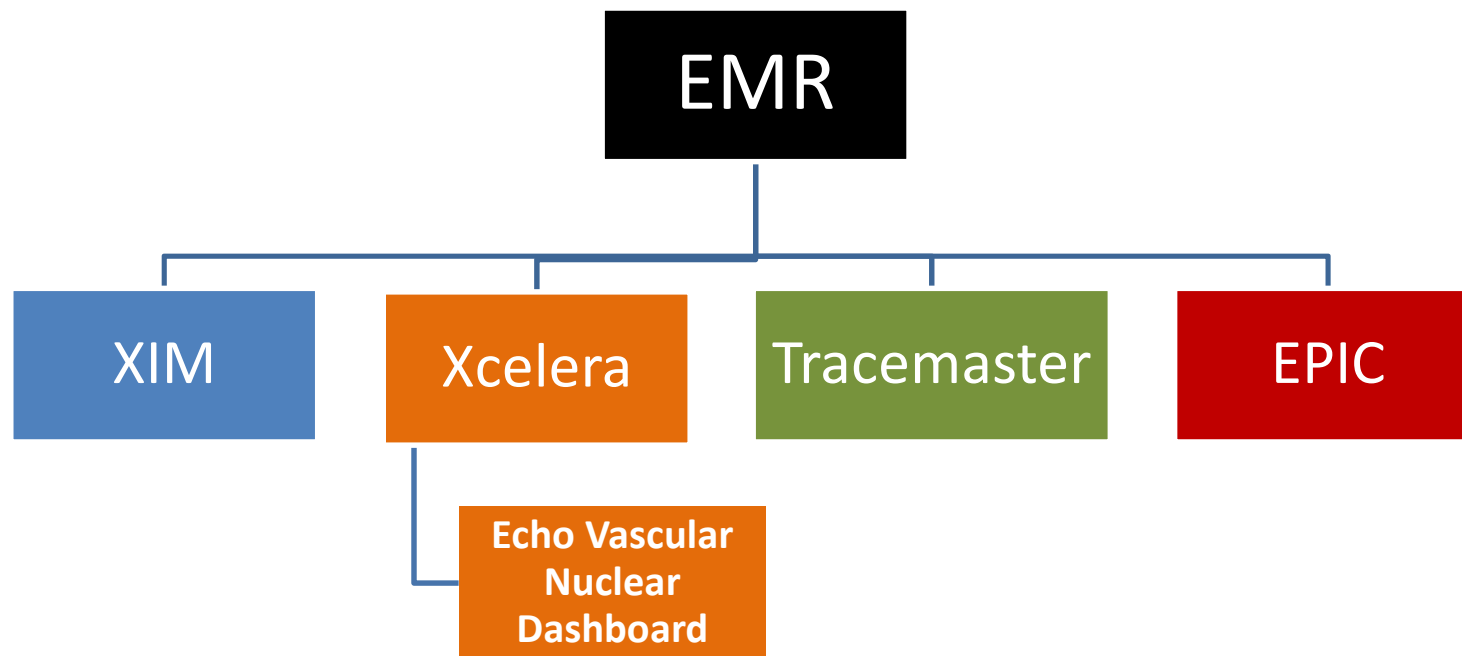 EMR
XIM
Xcelera
Tracemaster
EPIC
Echo Vascular
Nuclear
Dashboard